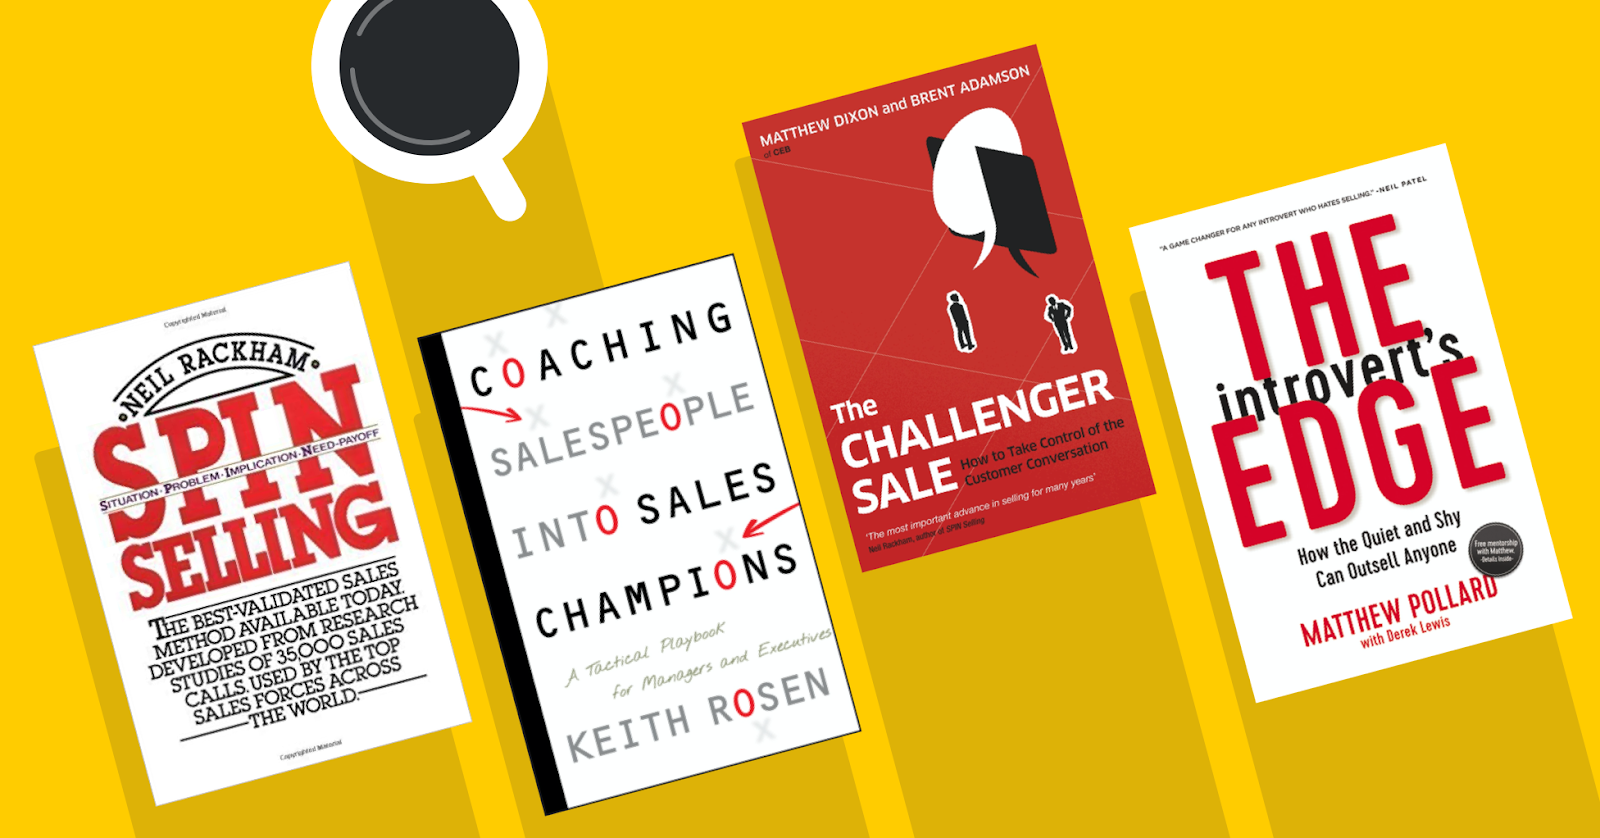 Copyrighted Material
NEIL RACKHAM
SPIN
SITUATION·PROBLEM·IMPLICATION·NEED-PAYOFF
SELLING
THE BEST-VALIDATED SALES
METHOD AVAILABLE TODAY.
DEVELOPED FROM RESEARCH
STUDIES OF 35,000 SALES
CALLS. USED BY THE TOP
SALES FORCES ACROSS
THE WORLD.
Copyrighted Material
COACHING
SALESPEOPLE
INTO SALES
CHAMPIONS
A Tactical Playbook
for Managers and Executives
KEITH ROSEN
MATTHEW DIXON and BRENT ADAMSON
of CEB
The
CHALLENGER
SALE
How to Take Control of the
Customer Conversation
'The most important advance in selling for many years'
Neil Rackham, author of SPIN Selling
"A GAME CHANGER FOR ANY INTROVERT WHO HATES SELLING." -NEIL PATEL
THE
introvert's
EDGE
How the Quiet and Shy
Can Outsell Anyone
Free mentorship
with Matthew.
-Details Inside-
MATTHEW POLLARD
with Derek Lewis